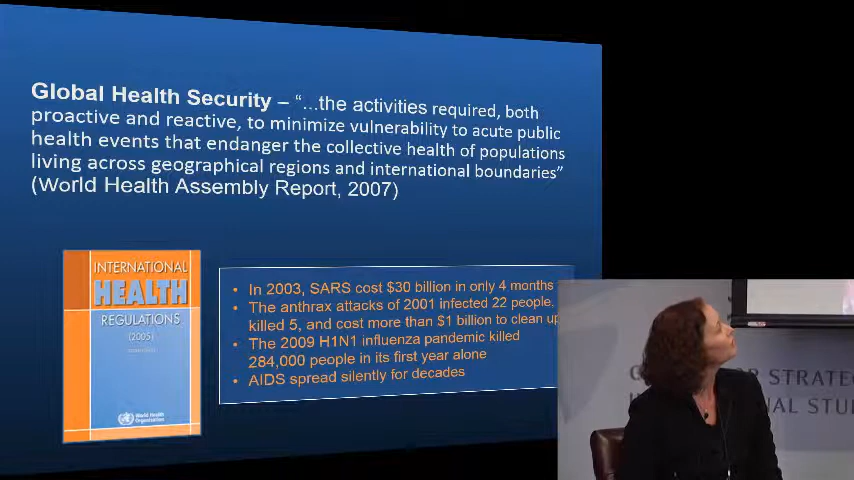 Global Health Security – “...the activities required, both
proactive and reactive, to minimize vulnerability to acute public
health events that endanger the collective health of populations
living across geographical regions and international boundaries”
(World Health Assembly Report, 2007)
INTERNATIONAL
HEALTH
REGULATIONS
(2005)
World Health
Organization
• In 2003, SARS cost $30 billion in only 4 months
• The anthrax attacks of 2001 infected 22 people,
killed 5, and cost more than $1 billion to clean up
• The 2009 H1N1 influenza pandemic killed
284,000 people in its first year alone
• AIDS spread silently for decades
OR STRATEG
NAL STU